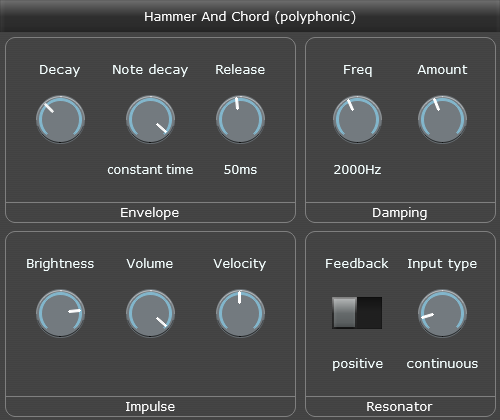 Hammer And Chord (polyphonic)
Decay Note decay Release
constant time 50ms
Envelope
Freq Amount
2000Hz
Damping
Brightness Volume Velocity
Impulse
Feedback Input type
positive continuous
Resonator